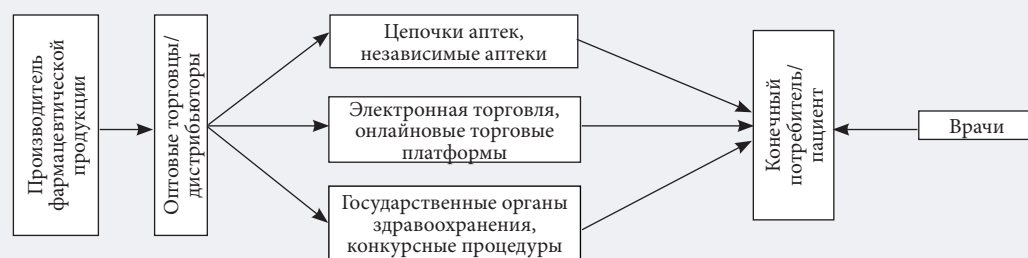 Производитель
фармацевтической
продукции
Оптовые торговцы/
дистрибьюторы
Цепочки аптек,
независимые аптеки
Электронная торговля,
онлайновые торговые
платформы
Государственные органы
здравоохранения,
конкурсные процедуры
Конечный
потребитель/
пациент
Врачи